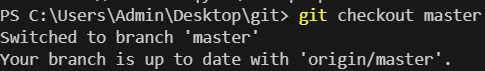 PS C:\Users\Admin\Desktop\git> git checkout master
Switched to branch 'master'
Your branch is up to date with 'origin/master'.